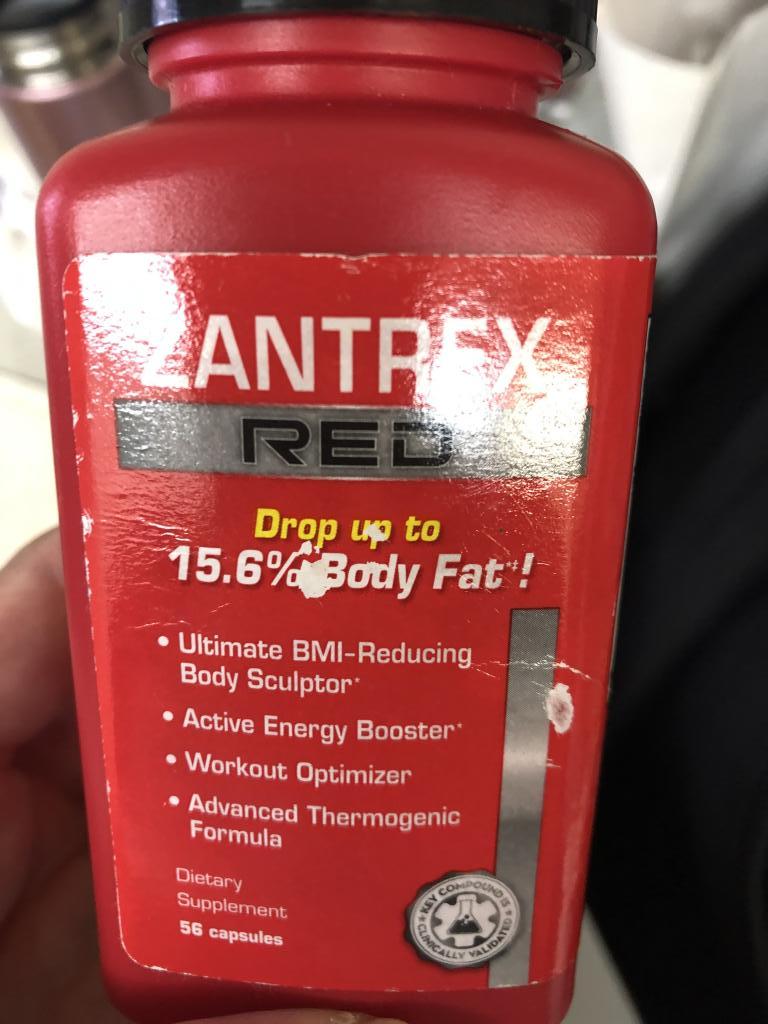 ZANTREX
RED
Drop up to
15.6% Body Fat*‡!
• Ultimate BMI-Reducing
Body Sculptor*
• Active Energy Booster*
• Workout Optimizer
• Advanced Thermogenic
Formula
Dietary
Supplement
56 capsules
KEY COMPOUND IS
CLINICALLY VALIDATED